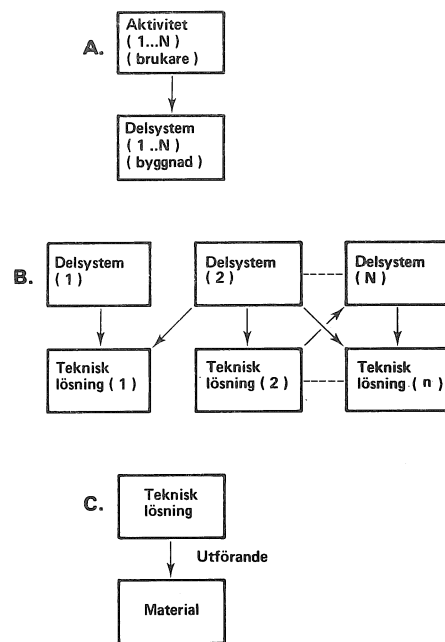 A.
Aktivitet
( 1...N )
( brukare )
Delsystem
( 1 ..N )
( byggnad )
B.
Delsystem
( 1 )
Delsystem
( 2 )
Delsystem
( N )
Teknisk
lösning ( 1 )
Teknisk
lösning ( 2 )
Teknisk
lösning ( n )
C.
Teknisk
lösning
Utförande
Material